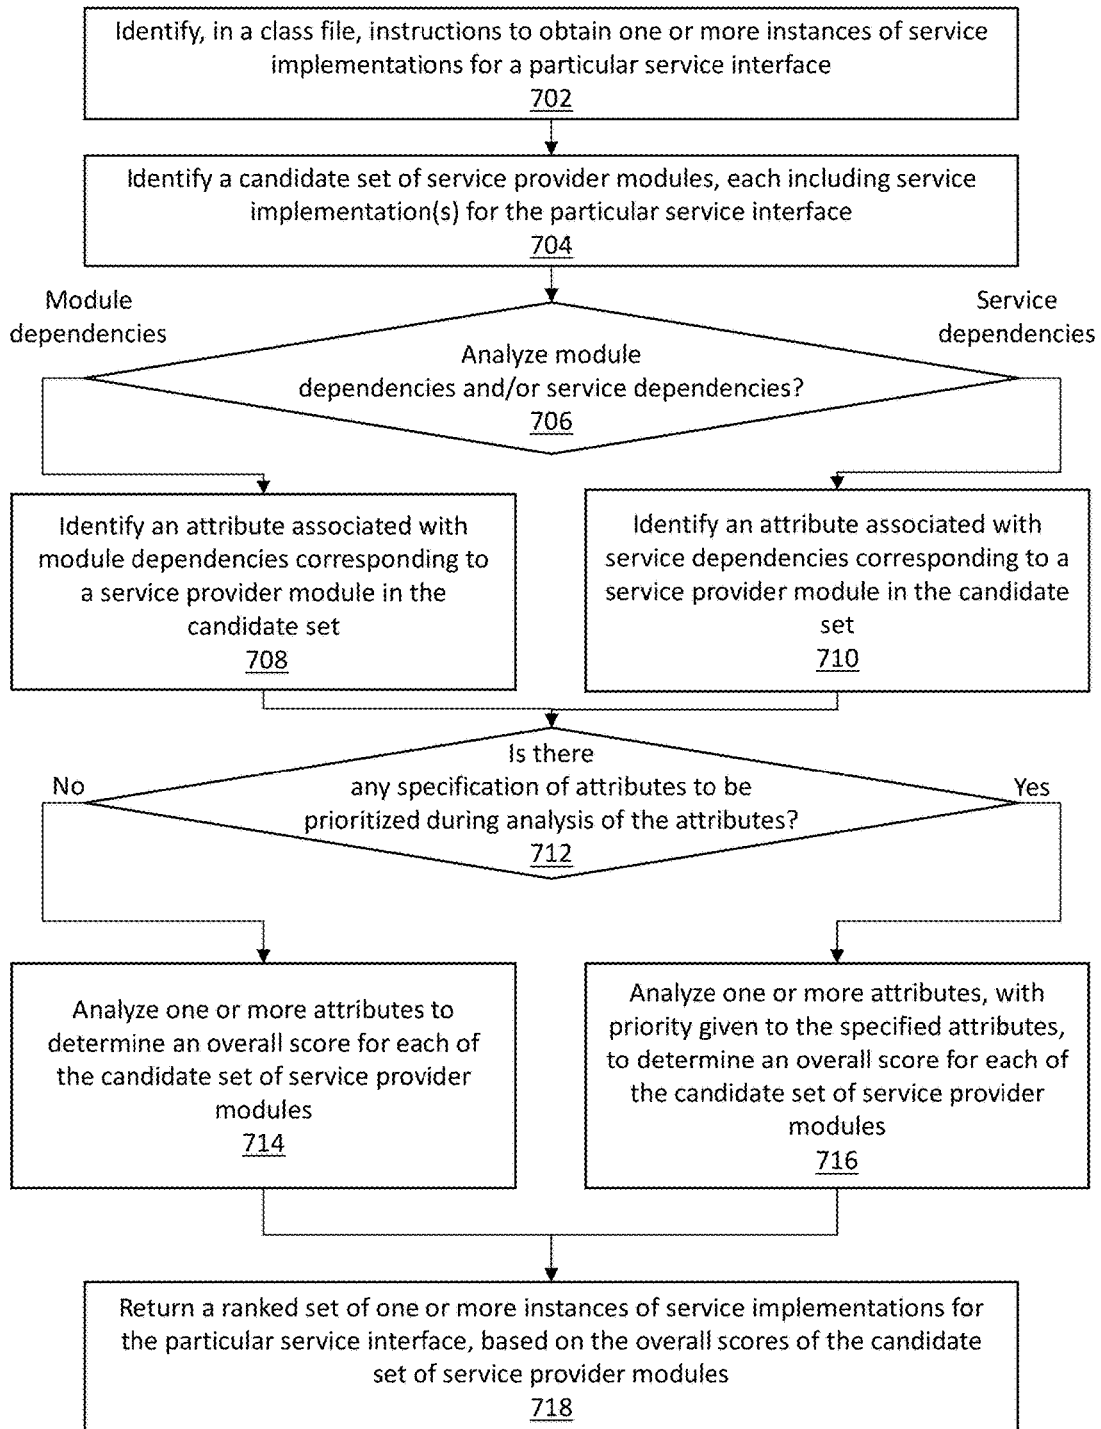 Identify, in a class file, instructions to obtain one or more instances of service
implementations for a particular service interface
702
Identify a candidate set of service provider modules, each including service
implementation(s) for the particular service interface
704
Module
dependencies
Service
dependencies
Analyze module
dependencies and/or service dependencies?
706
Identify an attribute associated with
module dependencies corresponding to
a service provider module in the
candidate set
708
Identify an attribute associated with
service dependencies corresponding to a
service provider module in the candidate
set
710
Is there
any specification of attributes to be
prioritized during analysis of the attributes?
712
No
Yes
Analyze one or more attributes to
determine an overall score for each of
the candidate set of service provider
modules
714
Analyze one or more attributes, with
priority given to the specified attributes,
to determine an overall score for each of
the candidate set of service provider
modules
716
Return a ranked set of one or more instances of service implementations for
the particular service interface, based on the overall scores of the candidate
set of service provider modules
718